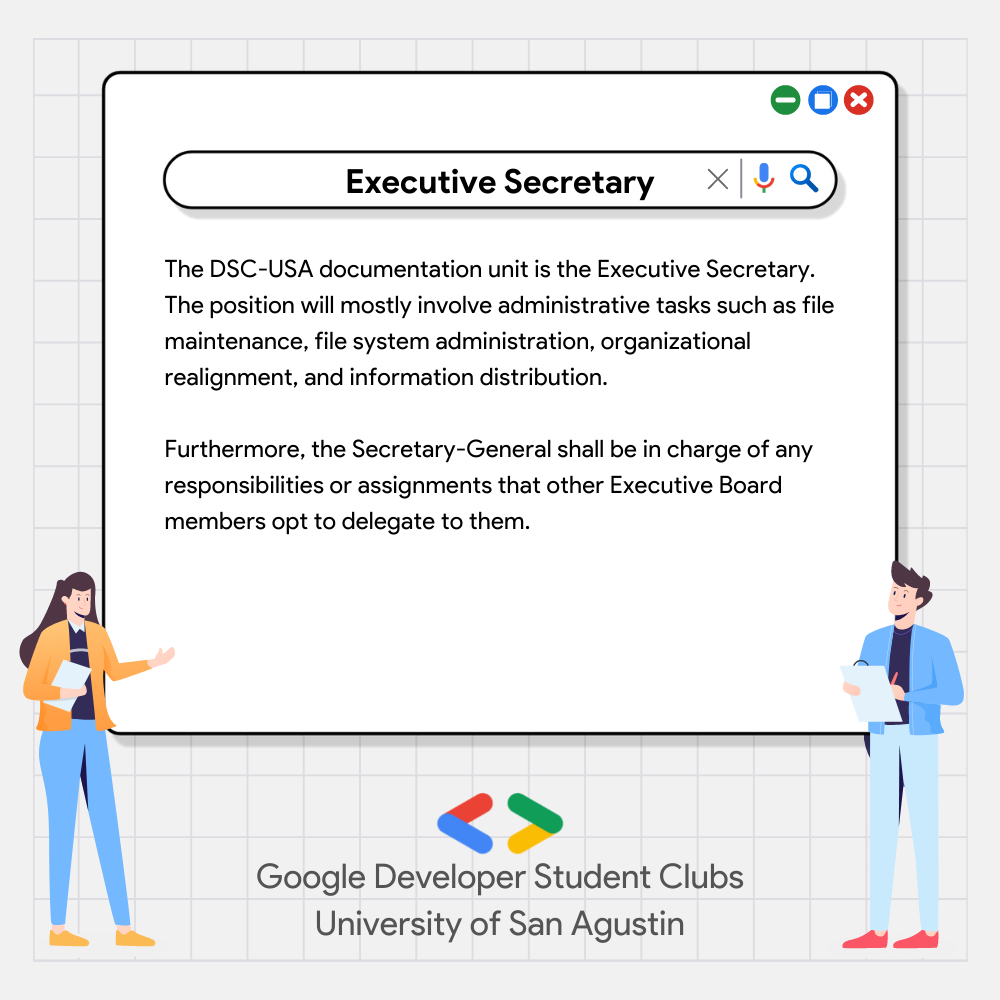 Executive Secretary
The DSC-USA documentation unit is the Executive Secretary.
The position will mostly involve administrative tasks such as file
maintenance, file system administration, organizational
realignment, and information distribution.
Furthermore, the Secretary-General shall be in charge of any
responsibilities or assignments that other Executive Board
members opt to delegate to them.
Google Developer Student Clubs
University of San Agustin